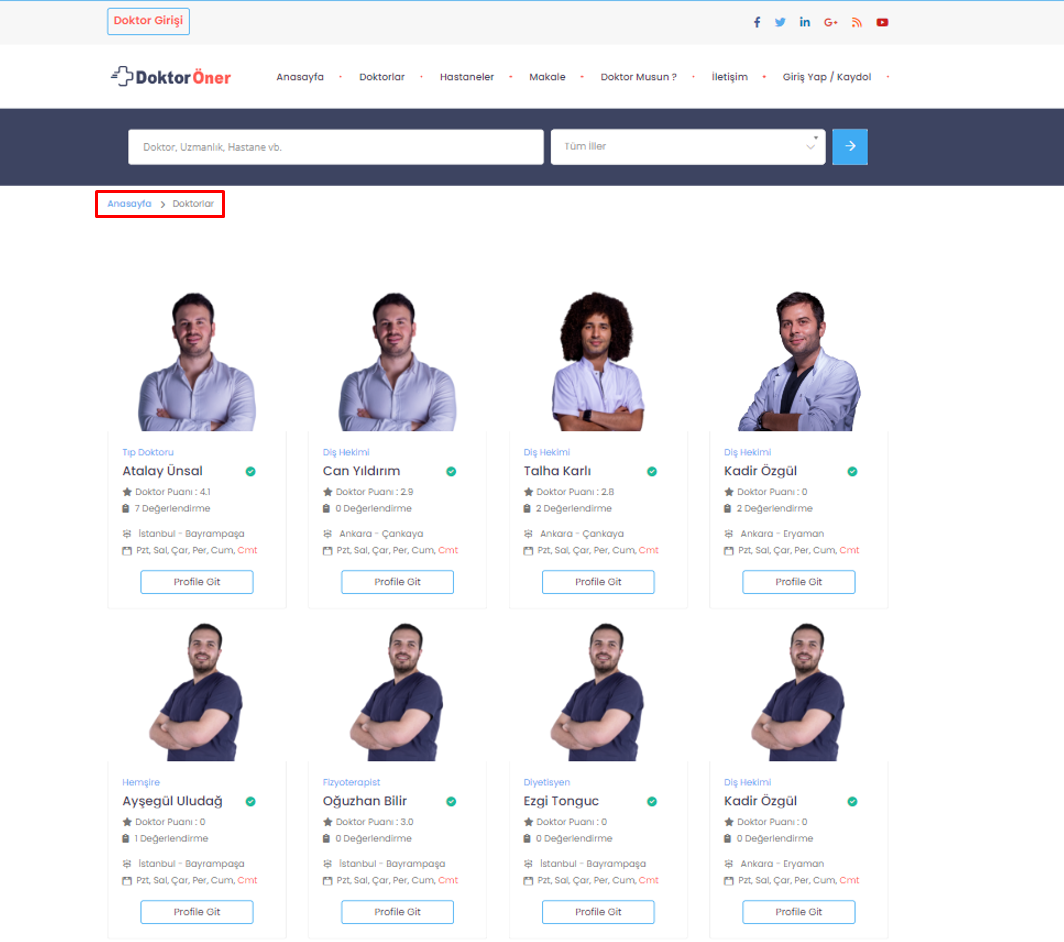 Doktor Girişi
DoktorÖner
Anasayfa · Doktorlar · Hastaneler · Makale · Doktor Musun ? · İletişim · Giriş Yap / Kaydol ·
Doktor, Uzmanlık, Hastane vb. Tüm İller
Anasayfa > Doktorlar
Tıp Doktoru Diş Hekimi Diş Hekimi Diş Hekimi
Atalay Ünsal Can Yıldırım Talha Karlı Kadir Özgül
Doktor Puanı : 4.1 Doktor Puanı : 2.9 Doktor Puanı : 2.8 Doktor Puanı : 0
7 Değerlendirme 0 Değerlendirme 2 Değerlendirme 2 Değerlendirme
İstanbul - Bayrampaşa Ankara - Çankaya Ankara - Çankaya Ankara - Eryaman
Pzt, Sal, Çar, Per, Cum, Cmt Pzt, Sal, Çar, Per, Cum, Cmt Pzt, Sal, Çar, Per, Cum, Cmt Pzt, Sal, Çar, Per, Cum, Cmt
Profile Git Profile Git Profile Git Profile Git
Hemşire Fizyoterapist Diyetisyen Diş Hekimi
Ayşegül Uludağ Oğuzhan Bilir Ezgi Tonguc Kadir Özgül
Doktor Puanı : 0 Doktor Puanı : 3.0 Doktor Puanı : 0 Doktor Puanı : 0
1 Değerlendirme 0 Değerlendirme 0 Değerlendirme 0 Değerlendirme
İstanbul - Bayrampaşa İstanbul - Bayrampaşa İstanbul - Bayrampaşa Ankara - Eryaman
Pzt, Sal, Çar, Per, Cum, Cmt Pzt, Sal, Çar, Per, Cum, Cmt Pzt, Sal, Çar, Per, Cum, Cmt Pzt, Sal, Çar, Per, Cum, Cmt
Profile Git Profile Git Profile Git Profile Git